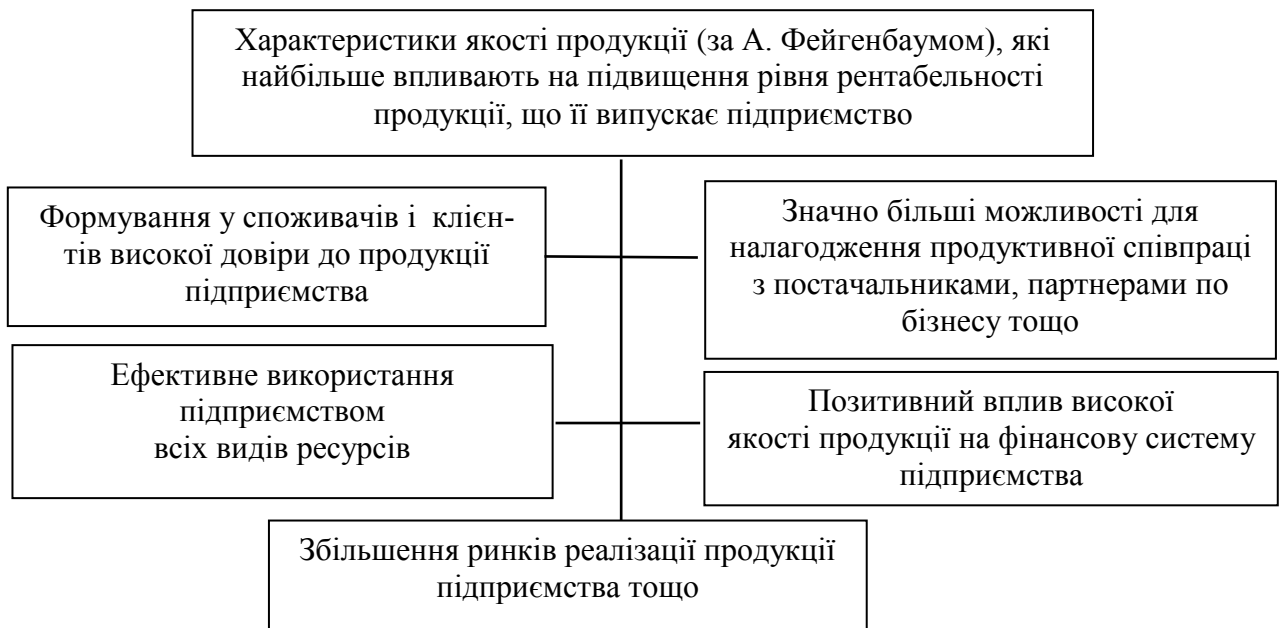 Характеристики якості продукції (за А. Фейгенбаумом), які
найбільше впливають на підвищення рівня рентабельності
продукції, що її випускає підприємство
Формування у споживачів і клієн-
тів високої довіри до продукції
підприємства
Значно більші можливості для
налагодження продуктивної співпраці
з постачальниками, партнерами по
бізнесу тощо
Ефективне використання
підприємством
всіх видів ресурсів
Позитивний вплив високої
якості продукції на фінансову систему
підприємства
Збільшення ринків реалізації продукції
підприємства тощо